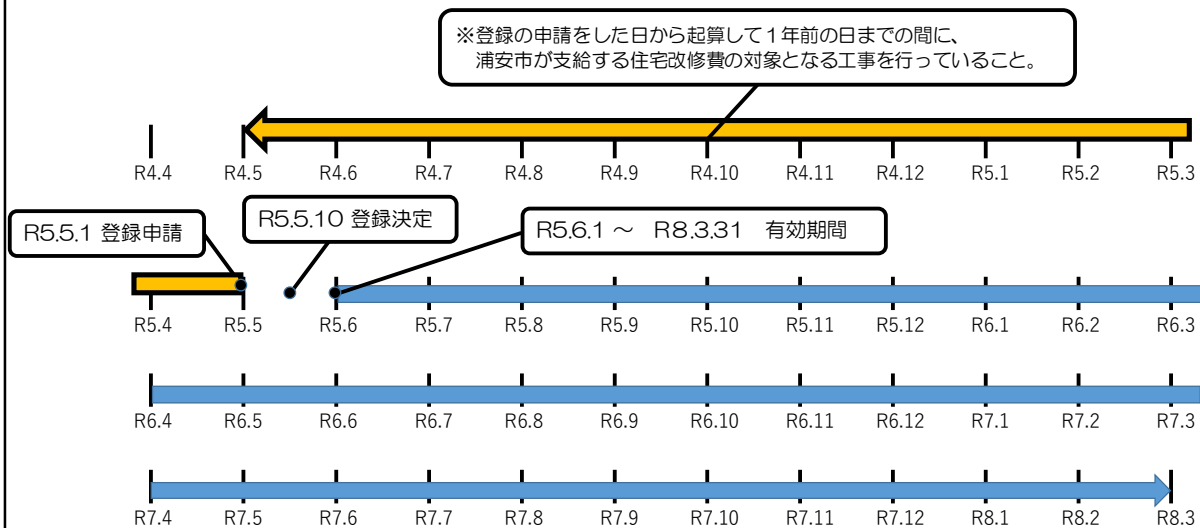 ※登録の申請をした日から起算して１年前の日までの間に、
浦安市が支給する住宅改修費の対象となる工事を行っていること。
R4.4 R4.5 R4.6 R4.7 R4.8 R4.9 R4.10 R4.11 R4.12 R5.1 R5.2 R5.3
R5.5.1 登録申請
R5.5.10 登録決定
R5.6.1 ～ R8.3.31 有効期間
R5.4 R5.5 R5.6 R5.7 R5.8 R5.9 R5.10 R5.11 R5.12 R6.1 R6.2 R6.3
R6.4 R6.5 R6.6 R6.7 R6.8 R6.9 R6.10 R6.11 R6.12 R7.1 R7.2 R7.3
R7.4 R7.5 R7.6 R7.7 R7.8 R7.9 R7.10 R7.11 R7.12 R8.1 R8.2 R8.3